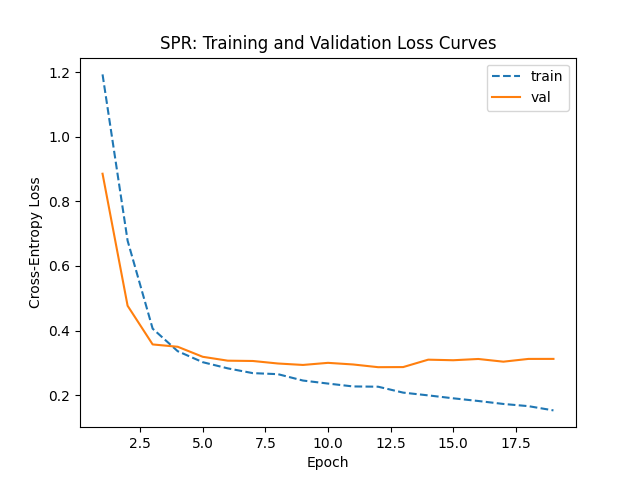 SPR: Training and Validation Loss Curves
train
val
Cross-Entropy Loss
1.2
1.0
0.8
0.6
0.4
0.2
2.5 5.0 7.5 10.0 12.5 15.0 17.5
Epoch